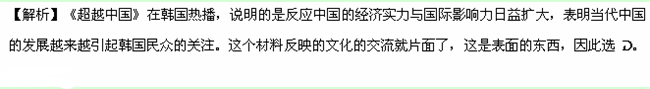 【解析】《超越中国》在韩国热播，说明的是反应中国的经济实力与国际影响力日益扩大，表明当代中国
的发展越来越引起韩国民众的关注。这个材料反映的文化的交流就片面了，这是表面的东西，因此选 D。